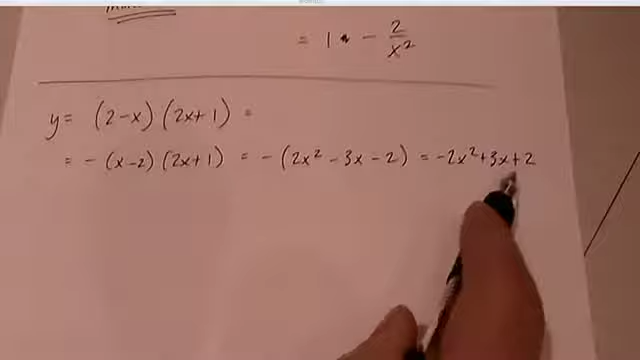 = 1 - 2/x²
y = (2-x)(2x+1) =
= -(x-2)(2x+1) = -(2x² - 3x - 2) = -2x²+3x+2